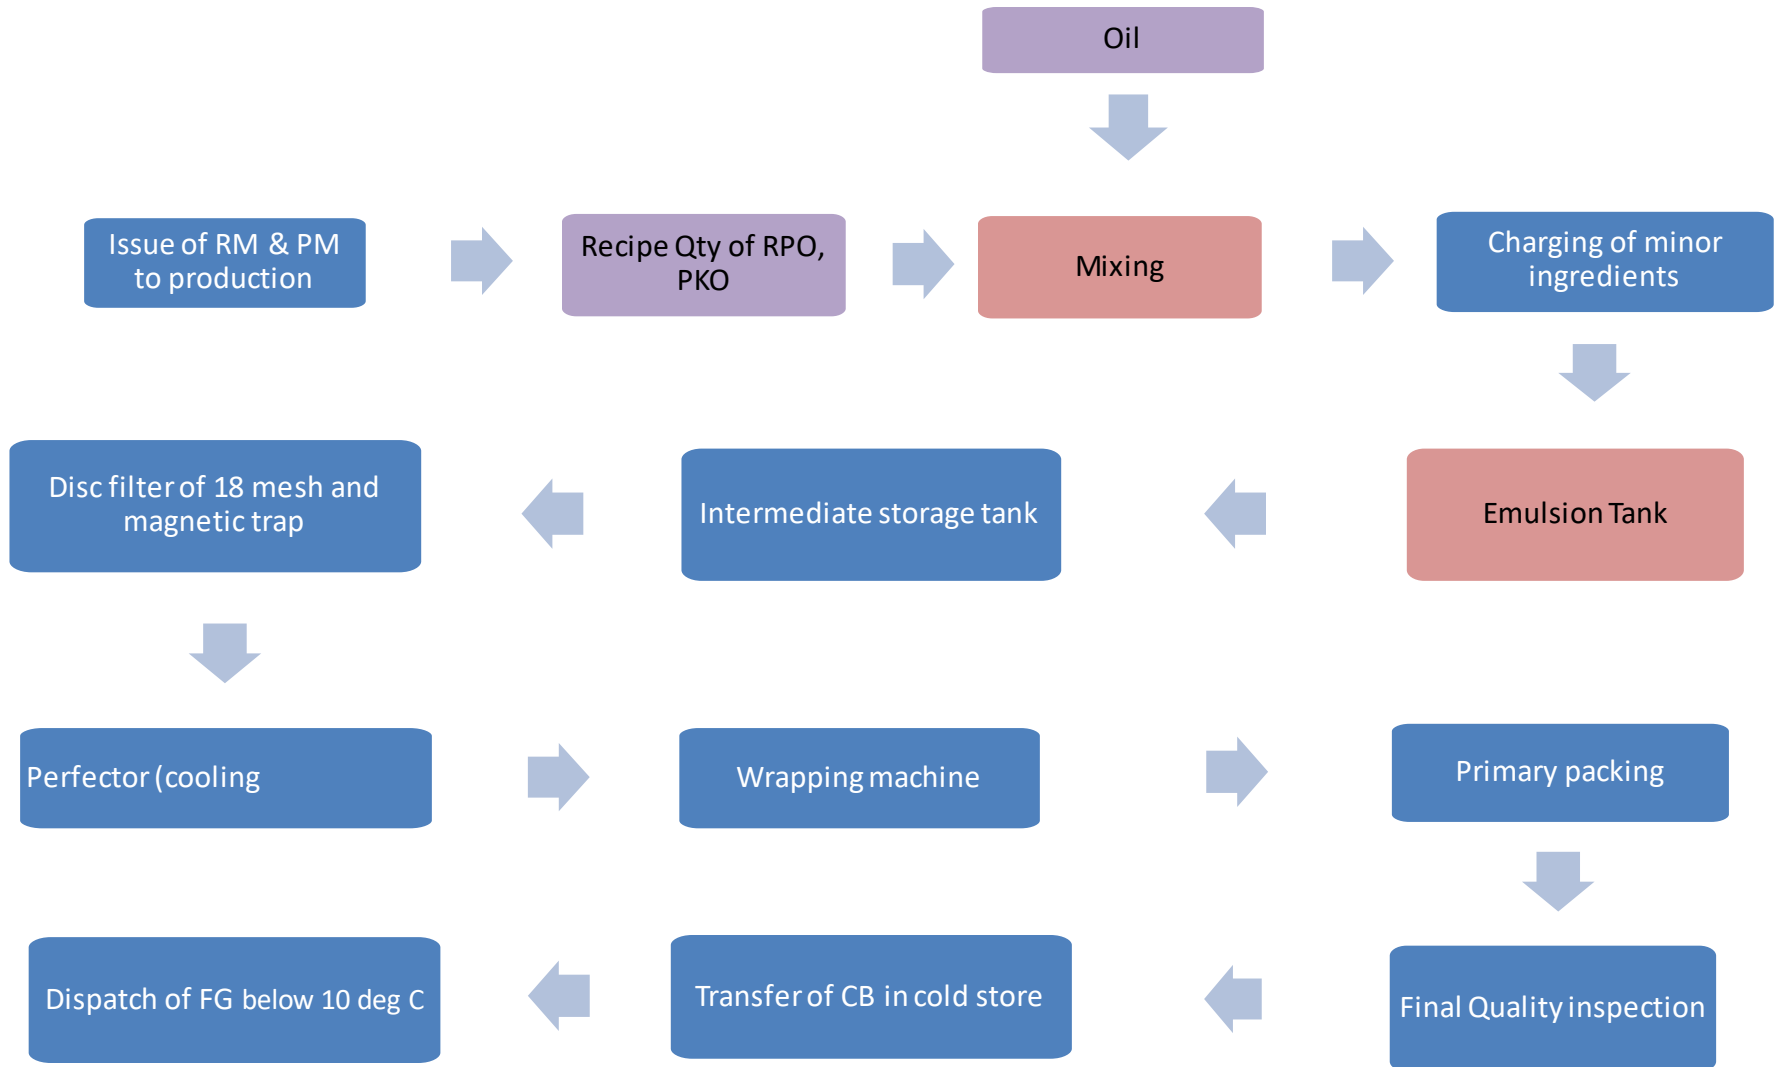 Oil
Issue of RM & PM
to production
Recipe Qty of RPO,
PKO
Mixing
Charging of minor
ingredients
Disc filter of 18 mesh and
magnetic trap
Intermediate storage tank
Emulsion Tank
Perfector (cooling
Wrapping machine
Primary packing
Dispatch of FG below 10 deg C
Transfer of CB in cold store
Final Quality inspection